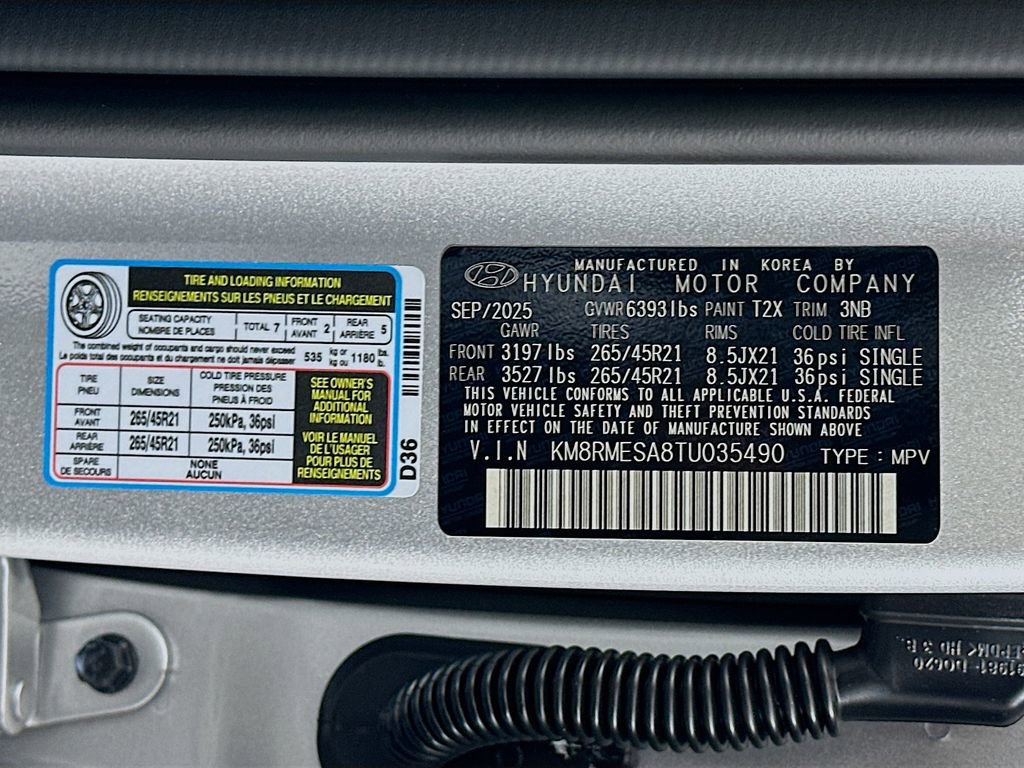 TIRE AND LOADING INFORMATION
RENSEIGNEMENTS SUR LES PNEUS ET LE CHARGEMENT
SEATING CAPACITY
NOMBRE DE PLACES
TOTAL 7
FRONT
AVANT
2
REAR
ARRIÈRE
5
The combined weight of occupants and cargo should never exceed
Le poids total des occupants et du chargement ne doit jamais dépasser
535 kg or
kg ou
1180 lbs.
lb.
TIRE
PNEU
SIZE
DIMENSIONS
COLD TIRE PRESSURE
PRESSION DES
PNEUS À FROID
FRONT
AVANT
265/45R21
250kPa, 36psi
REAR
ARRIÈRE
265/45R21
250kPa, 36psi
SPARE
DE SECOURS
NONE
AUCUN
SEE OWNER'S
MANUAL FOR
ADDITIONAL
INFORMATION
VOIR LE MANUEL
DE L'USAGER
POUR PLUS DE
RENSEIGNEMENTS
D36
MANUFACTURED IN KOREA BY
HYUNDAI MOTOR COMPANY
SEP/2025 GVWR 6393lbs PAINT T2X TRIM 3NB
GAWR TIRES RIMS COLD TIRE INFL
FRONT 3197lbs 265/45R21 8.5JX21 36psi SINGLE
REAR 3527lbs 265/45R21 8.5JX21 36psi SINGLE
THIS VEHICLE CONFORMS TO ALL APPLICABLE U.S.A. FEDERAL
MOTOR VEHICLE SAFETY AND THEFT PREVENTION STANDARDS
IN EFFECT ON THE DATE OF MANUFACTURE SHOWN ABOVE
V.I.N KM8RMESA8TU035490 TYPE : MPV